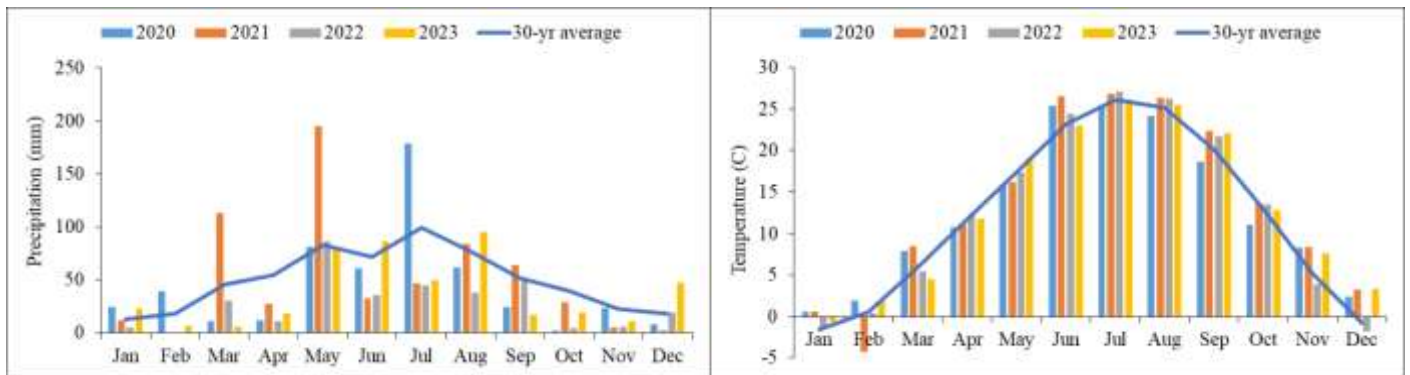 2020 2021 2022 2023 30-yr average
250
200
150
100
50
0
Precipitation (mm)
Jan Feb Mar Apr May Jun Jul Aug Sep Oct Nov Dec
2020 2021 2022 2023 30-yr average
30
25
20
15
10
5
0
-5
Temperature (C)
Jan Feb Mar Apr May Jun Jul Aug Sep Oct Nov Dec